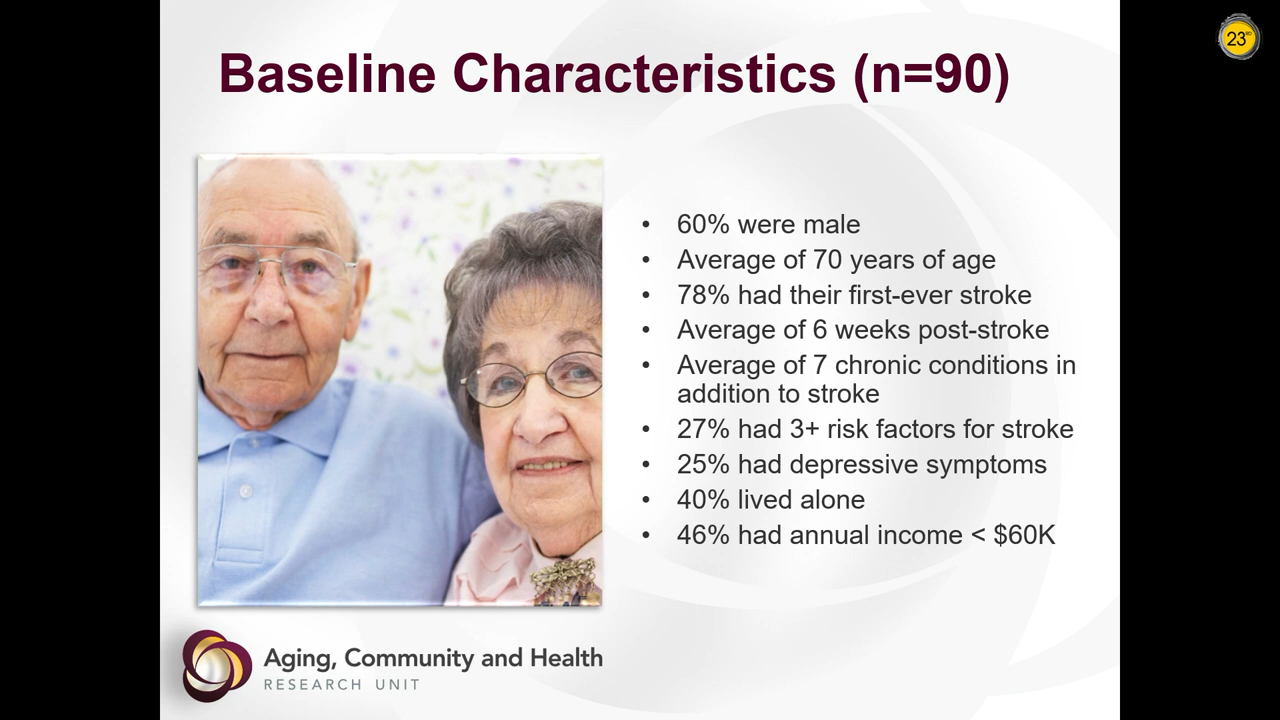 23RD
Baseline Characteristics (n=90)
• 60% were male
• Average of 70 years of age
• 78% had their first-ever stroke
• Average of 6 weeks post-stroke
• Average of 7 chronic conditions in
addition to stroke
• 27% had 3+ risk factors for stroke
• 25% had depressive symptoms
• 40% lived alone
• 46% had annual income < $60K
Aging, Community and Health
RESEARCH UNIT